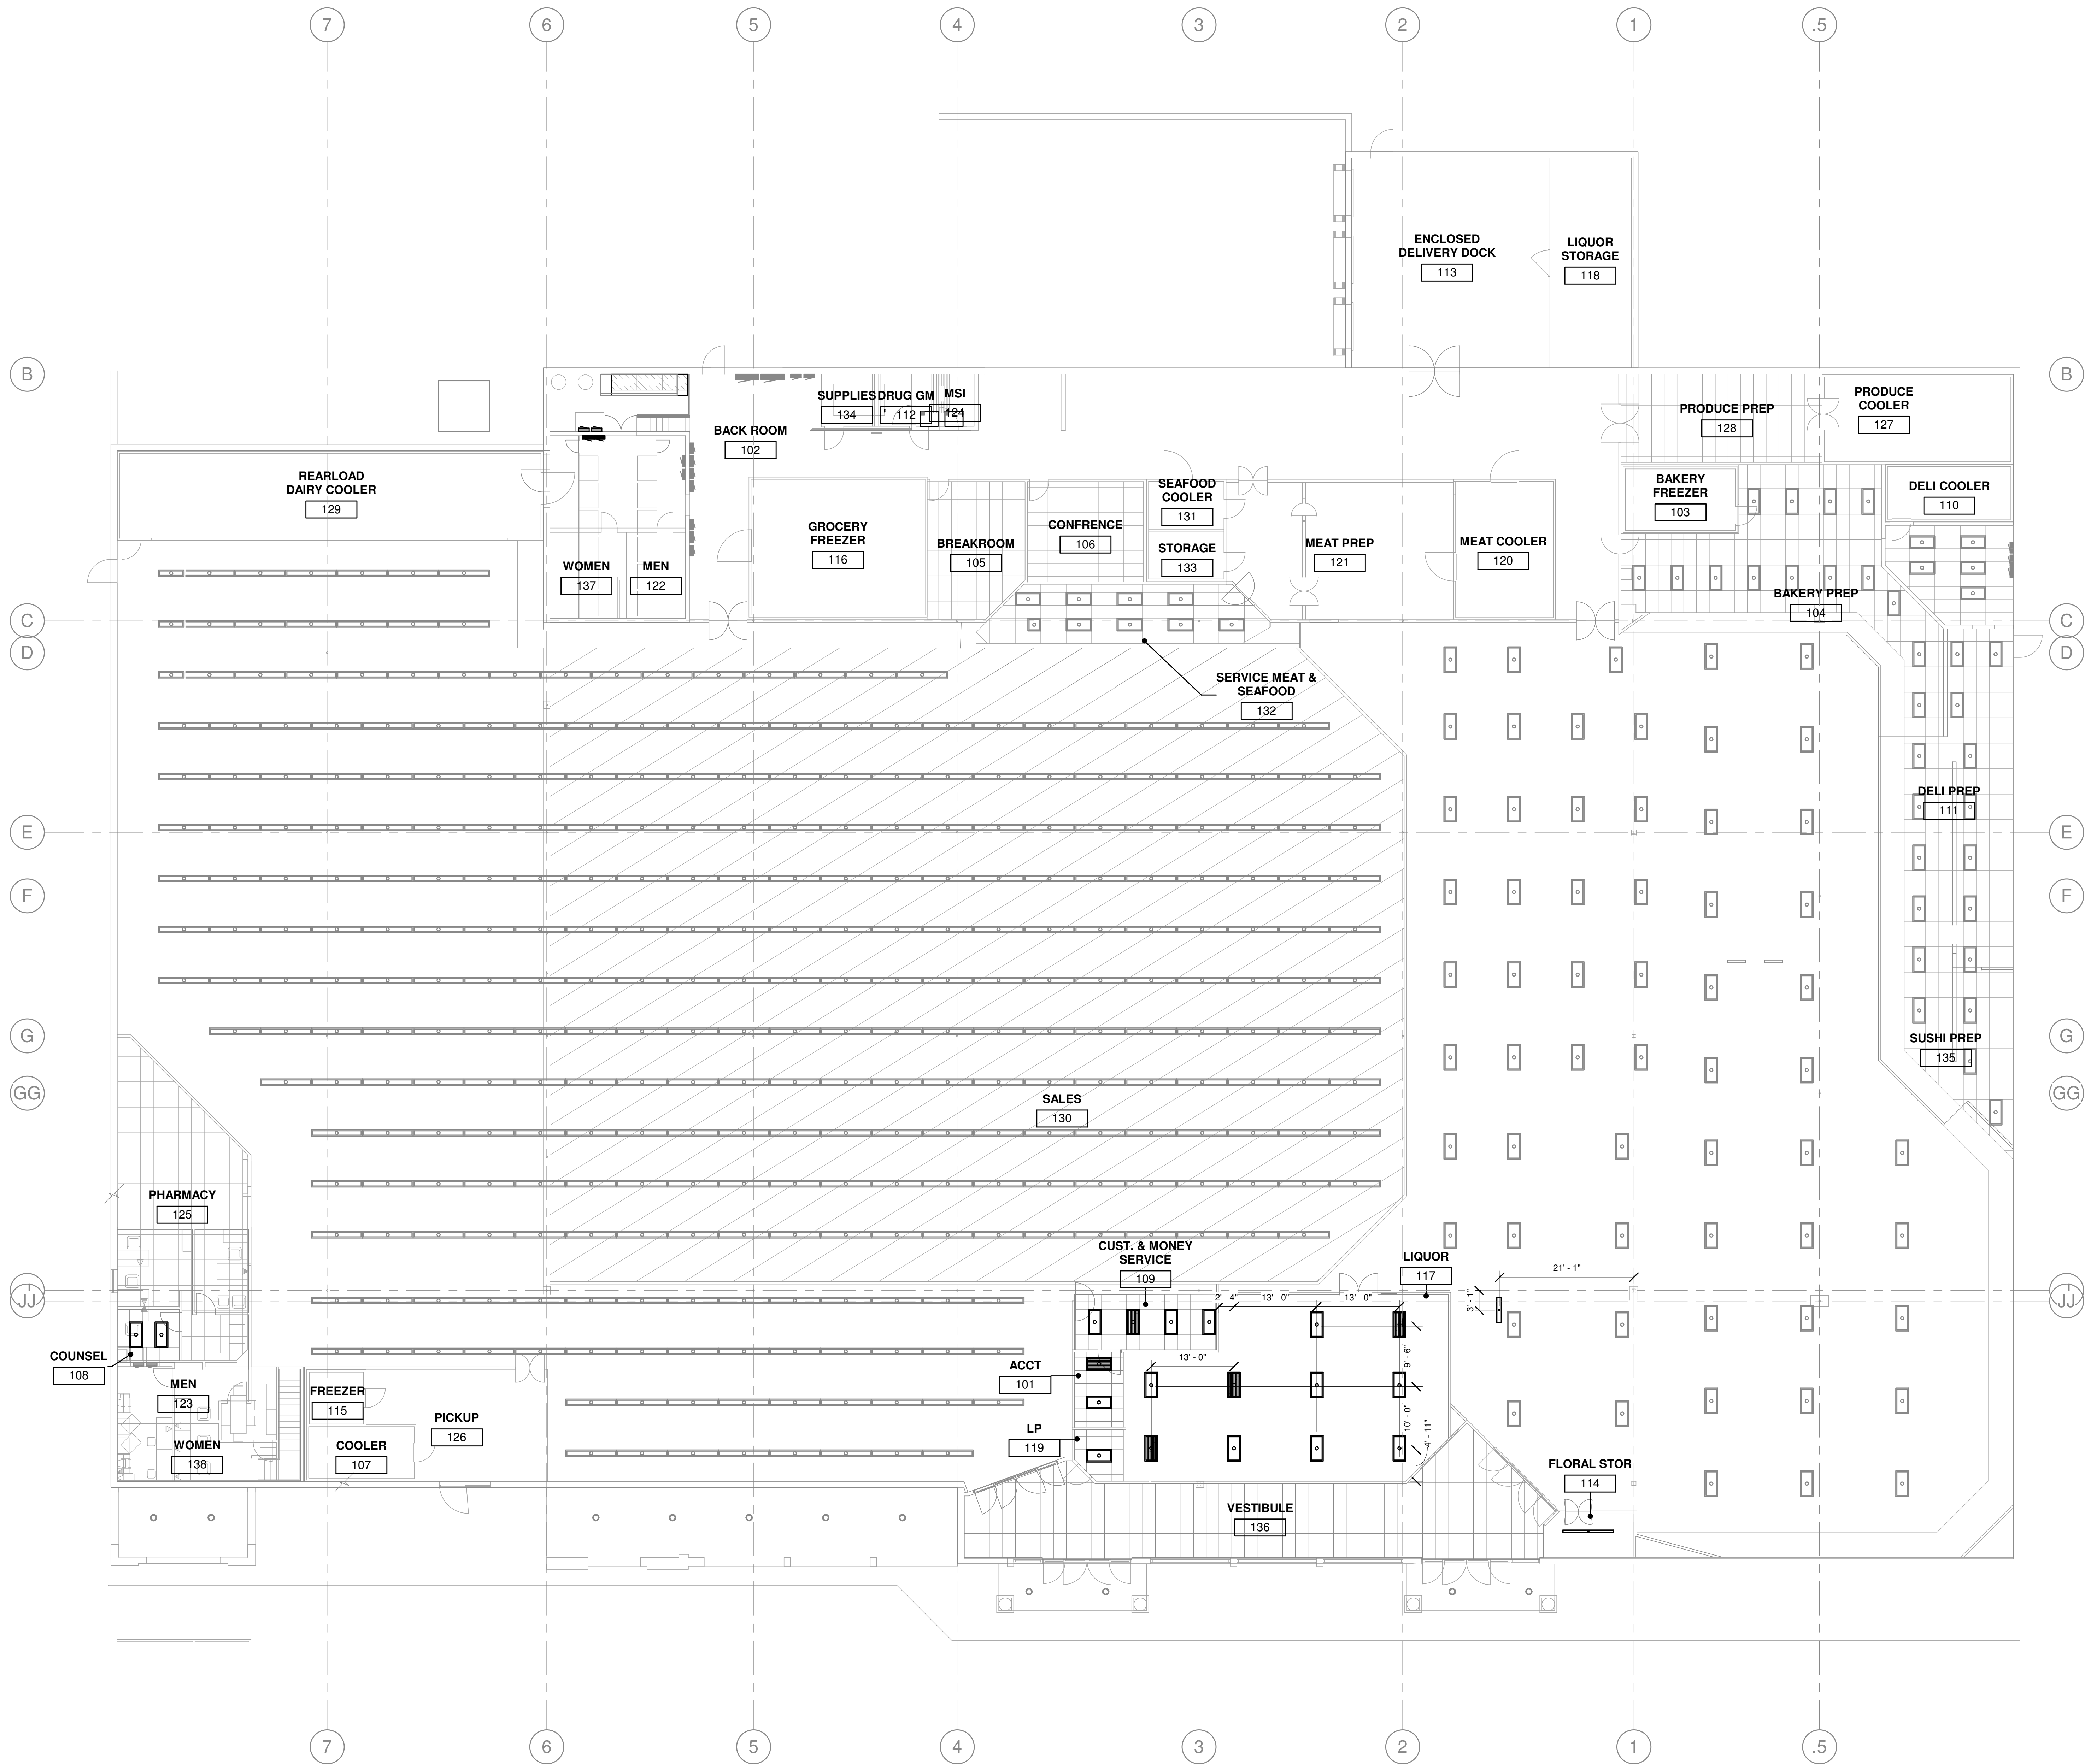 7
6
5
4
3
2
1
.5
ENCLOSED
DELIVERY DOCK
113
LIQUOR
STORAGE
118
B
B
SUPPLIES
134
DRUG GM
112
MSI
124
PRODUCE PREP
128
PRODUCE
COOLER
127
BACK ROOM
102
REARLOAD
DAIRY COOLER
129
GROCERY
FREEZER
116
BREAKROOM
105
CONFRENCE
106
SEAFOOD
COOLER
131
STORAGE
133
MEAT PREP
121
MEAT COOLER
120
BAKERY
FREEZER
103
DELI COOLER
110
WOMEN
137
MEN
122
BAKERY PREP
104
C
C
D
D
SERVICE MEAT &
SEAFOOD
132
DELI PREP
111
E
E
F
F
G
G
SUSHI PREP
135
GG
GG
SALES
130
PHARMACY
125
CUST. & MONEY
SERVICE
109
LIQUOR
117
21' - 1"
3' - 1"
2' - 4"
13' - 0"
13' - 0"
JJ
JJ
COUNSEL
108
ACCT
101
13' - 0"
9' - 6"
MEN
123
FREEZER
115
PICKUP
126
10' - 0"
4' - 11"
LP
119
WOMEN
138
COOLER
107
FLORAL STOR
114
VESTIBULE
136
7
6
5
4
3
2
1
.5